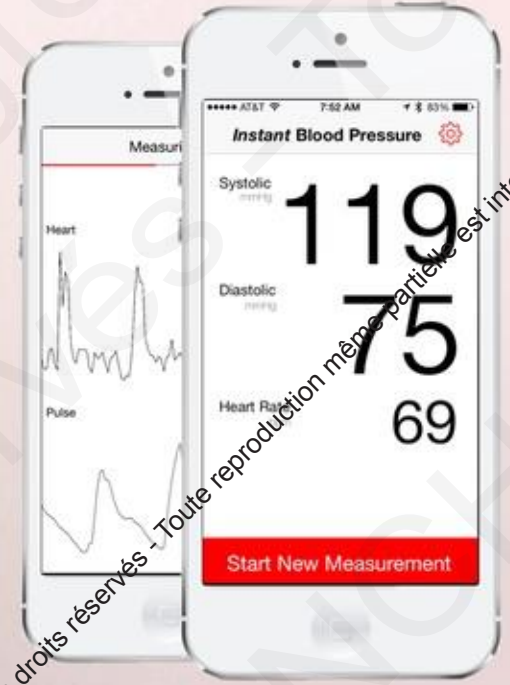 Measuri
Heart
Pulse
AT&T 7:52 AM 83%
Instant Blood Pressure
Systolic
mmHg
119
Diastolic
mmHg
75
Heart Rate
69
Start New Measurement
droits réservés - Toute reproduction même partielle est inte